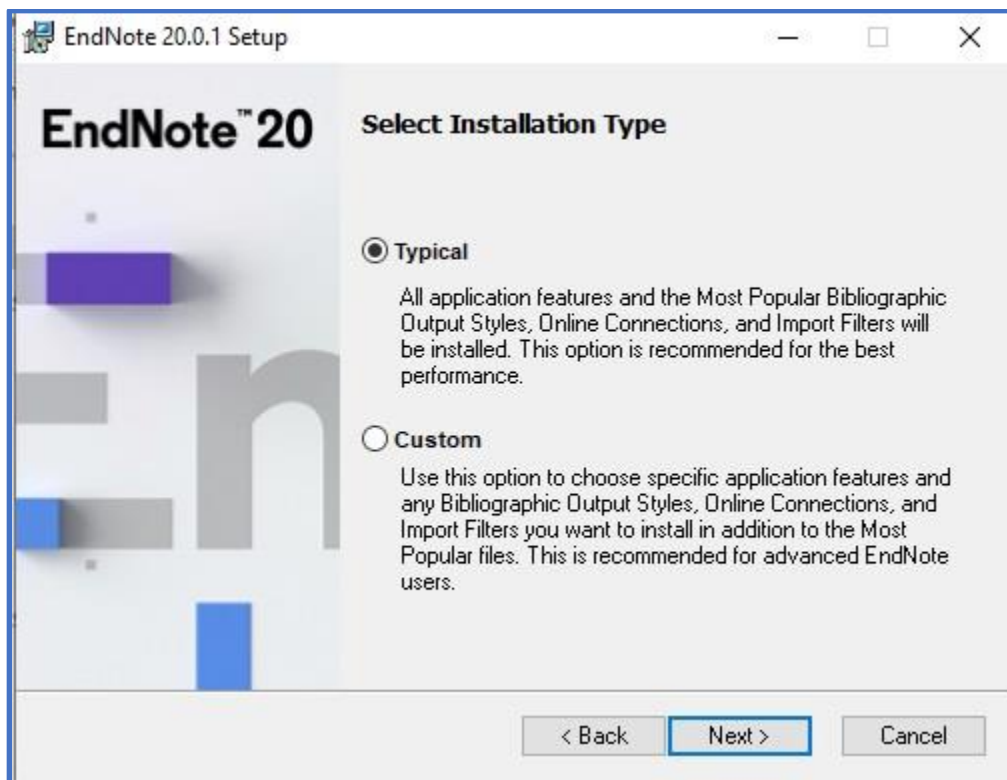 EndNote 20.0.1 Setup
EndNote™20
Select Installation Type
Typical
All application features and the Most Popular Bibliographic
Output Styles, Online Connections, and Import Filters will
be installed. This option is recommended for the best
performance.
Custom
Use this option to choose specific application features and
any Bibliographic Output Styles, Online Connections, and
Import Filters you want to install in addition to the Most
Popular files. This is recommended for advanced EndNote
users.
En
< Back Next > Cancel